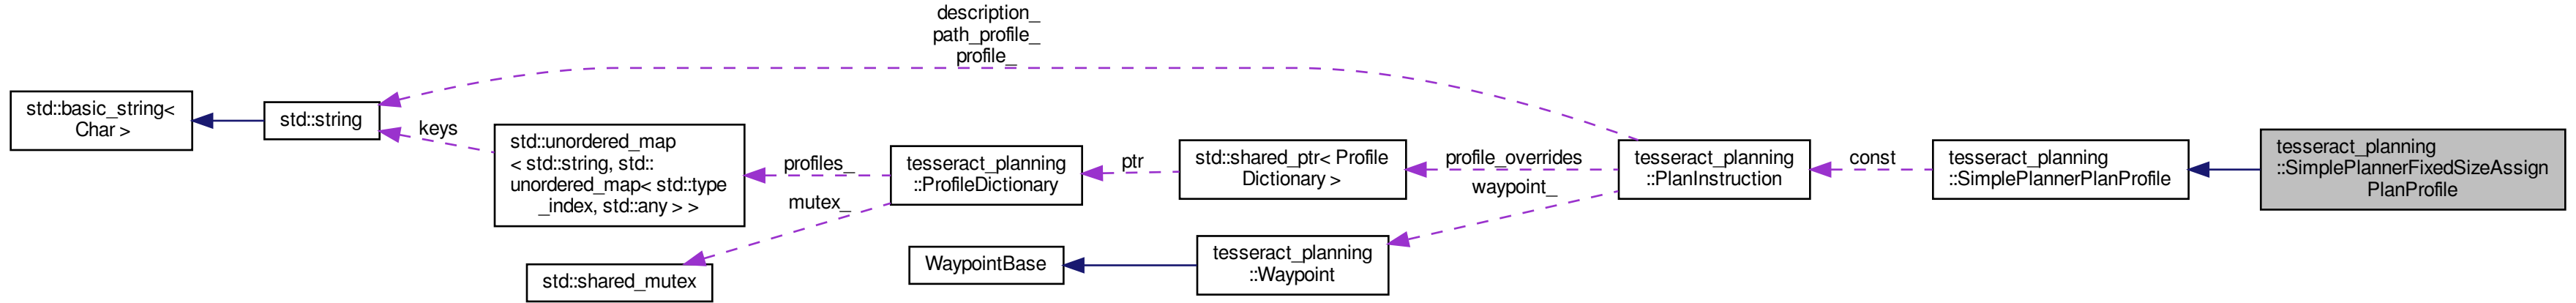 description_
path_profile_
profile_
std::basic_string<
Char >
std::string
keys
std::unordered_map
< std::string, std::
unordered_map< std::type
_index, std::any > >
profiles_
mutex_
std::shared_mutex
tesseract_planning
::ProfileDictionary
ptr
std::shared_ptr< Profile
Dictionary >
WaypointBase
tesseract_planning
::Waypoint
profile_overrides
waypoint_
tesseract_planning
::PlanInstruction
const
tesseract_planning
::SimplePlannerPlanProfile
tesseract_planning
::SimplePlannerFixedSizeAssign
PlanProfile